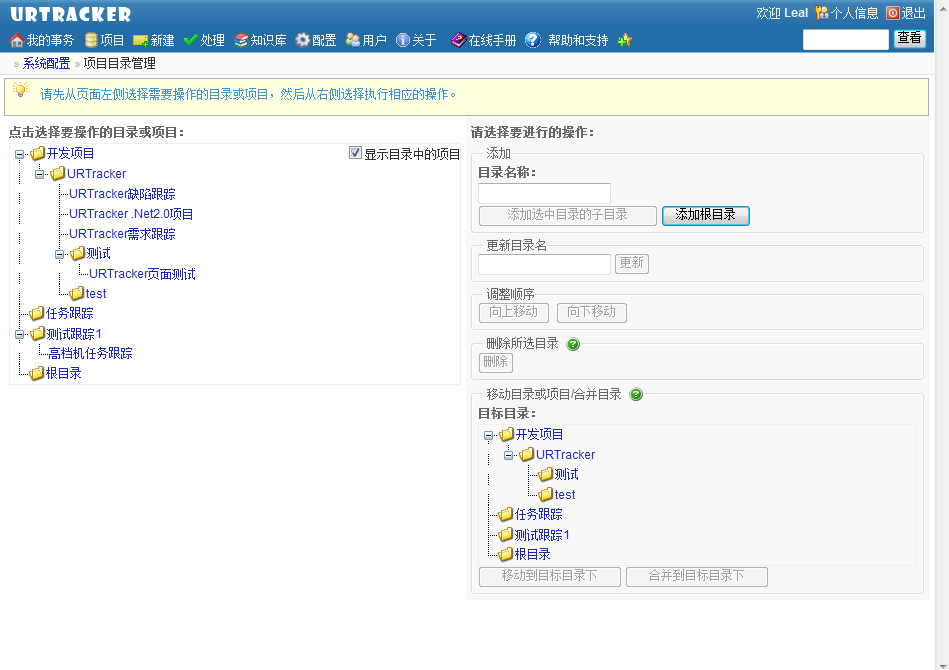 URTRACKER
欢迎 Leal 个人信息 退出
我的事务 项目 新建 处理 知识库 配置 用户 关于 在线手册 帮助和支持 查看
» 系统配置 » 项目目录管理
请先从页面左侧选择需要操作的目录或项目，然后从右侧选择执行相应的操作。
点击选择要操作的目录或项目：
显示目录中的项目
开发项目
URTracker
URTracker缺陷跟踪
URTracker .Net2.0项目
URTracker需求跟踪
测试
URTracker页面测试
test
任务跟踪
测试跟踪1
高档机任务跟踪
根目录
请选择要进行的操作：
添加
目录名称：
添加选中目录的子目录 添加根目录
更新目录名
更新
调整顺序
向上移动 向下移动
删除所选目录
删除
移动目录或项目/合并目录
目标目录：
开发项目
URTracker
测试
test
任务跟踪
测试跟踪1
根目录
移动到目标目录下 合并到目标目录下